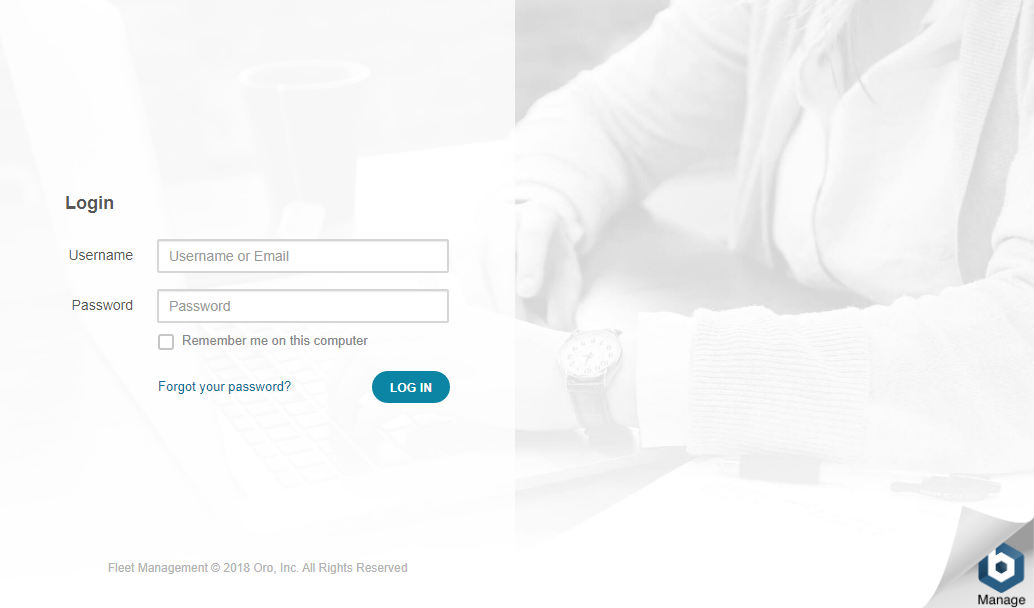 Login
Username
Username or Email
Password
Password
Remember me on this computer
Forgot your password?
LOG IN
Fleet Management © 2018 Oro, Inc. All Rights Reserved
b
Manage